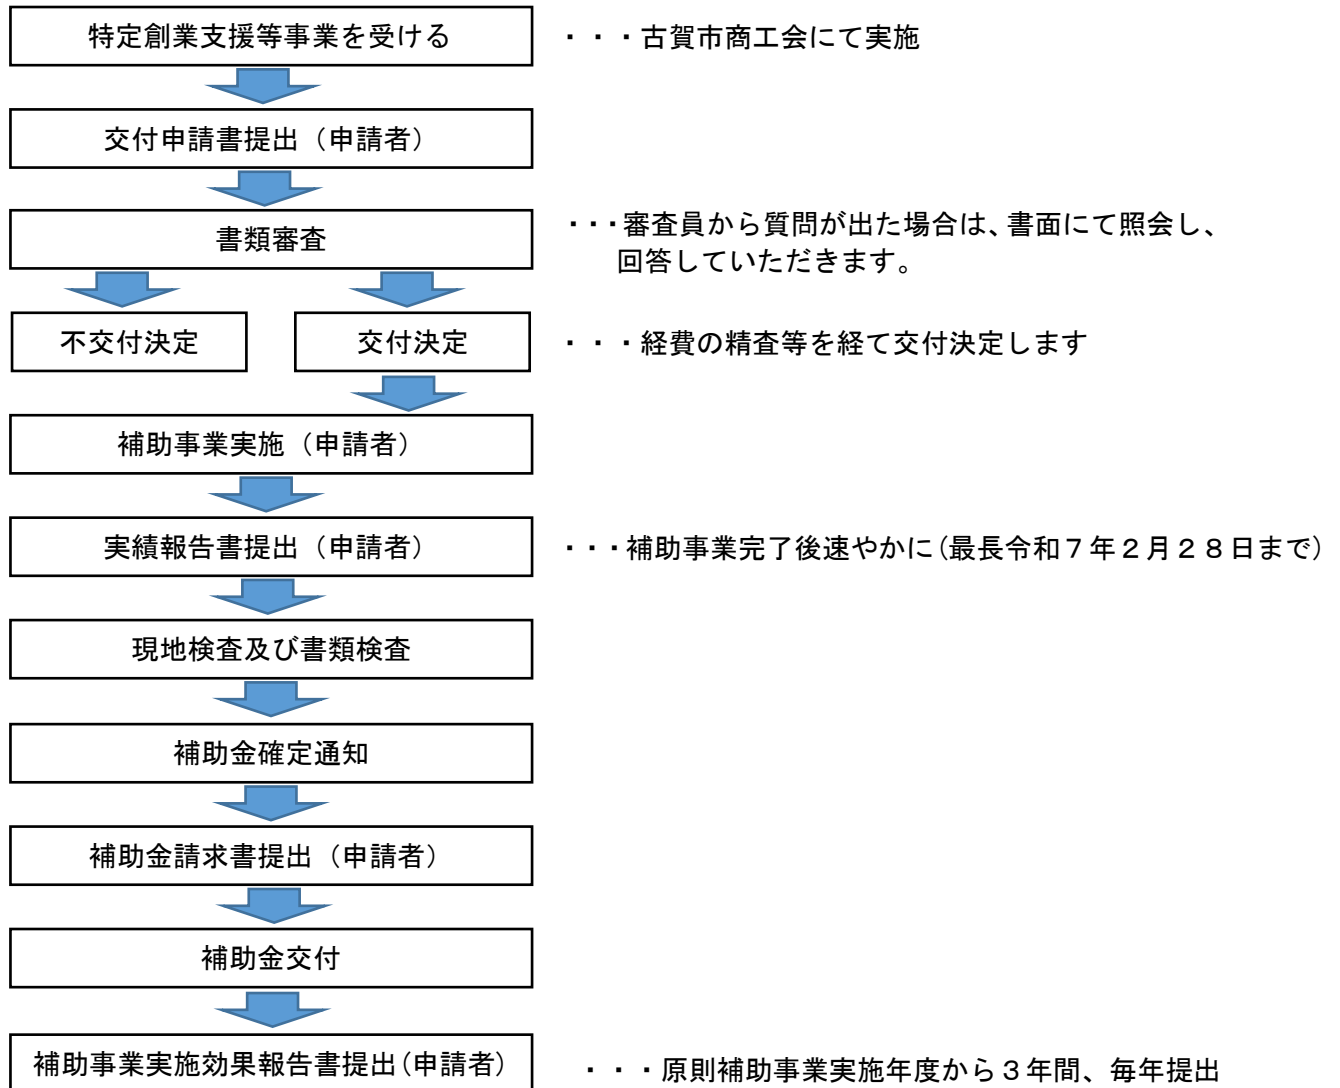 特定創業支援等事業を受ける ・・・古賀市商工会にて実施
交付申請書提出（申請者）
書類審査 ・・・審査員から質問が出た場合は、書面にて照会し、
回答していただきます。
不交付決定 交付決定 ・・・経費の精査等を経て交付決定します
補助事業実施（申請者）
実績報告書提出（申請者） ・・・補助事業完了後速やかに（最長令和７年２月２８日まで）
現地検査及び書類検査
補助金確定通知
補助金請求書提出（申請者）
補助金交付
補助事業実施効果報告書提出（申請者） ・・・原則補助事業実施年度から３年間、毎年提出